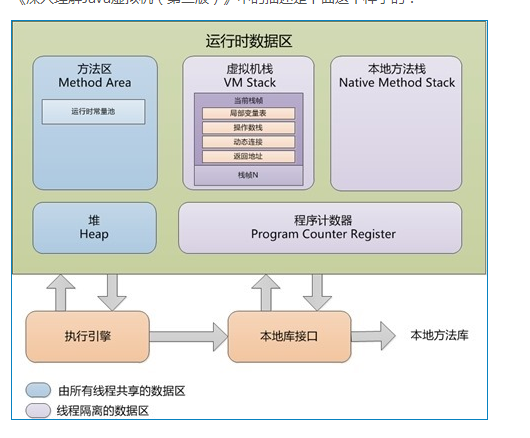 《深入理解Java虚拟机（第二版）》中的描述是下面这个样子的：
运行时数据区
方法区
Method Area
运行时常量池
虚拟机栈
VM Stack
当前栈帧
局部变量表
操作数栈
动态连接
返回地址
栈帧N
本地方法栈
Native Method Stack
堆
Heap
程序计数器
Program Counter Register
执行引擎
本地库接口
本地方法库
由所有线程共享的数据区
线程隔离的数据区